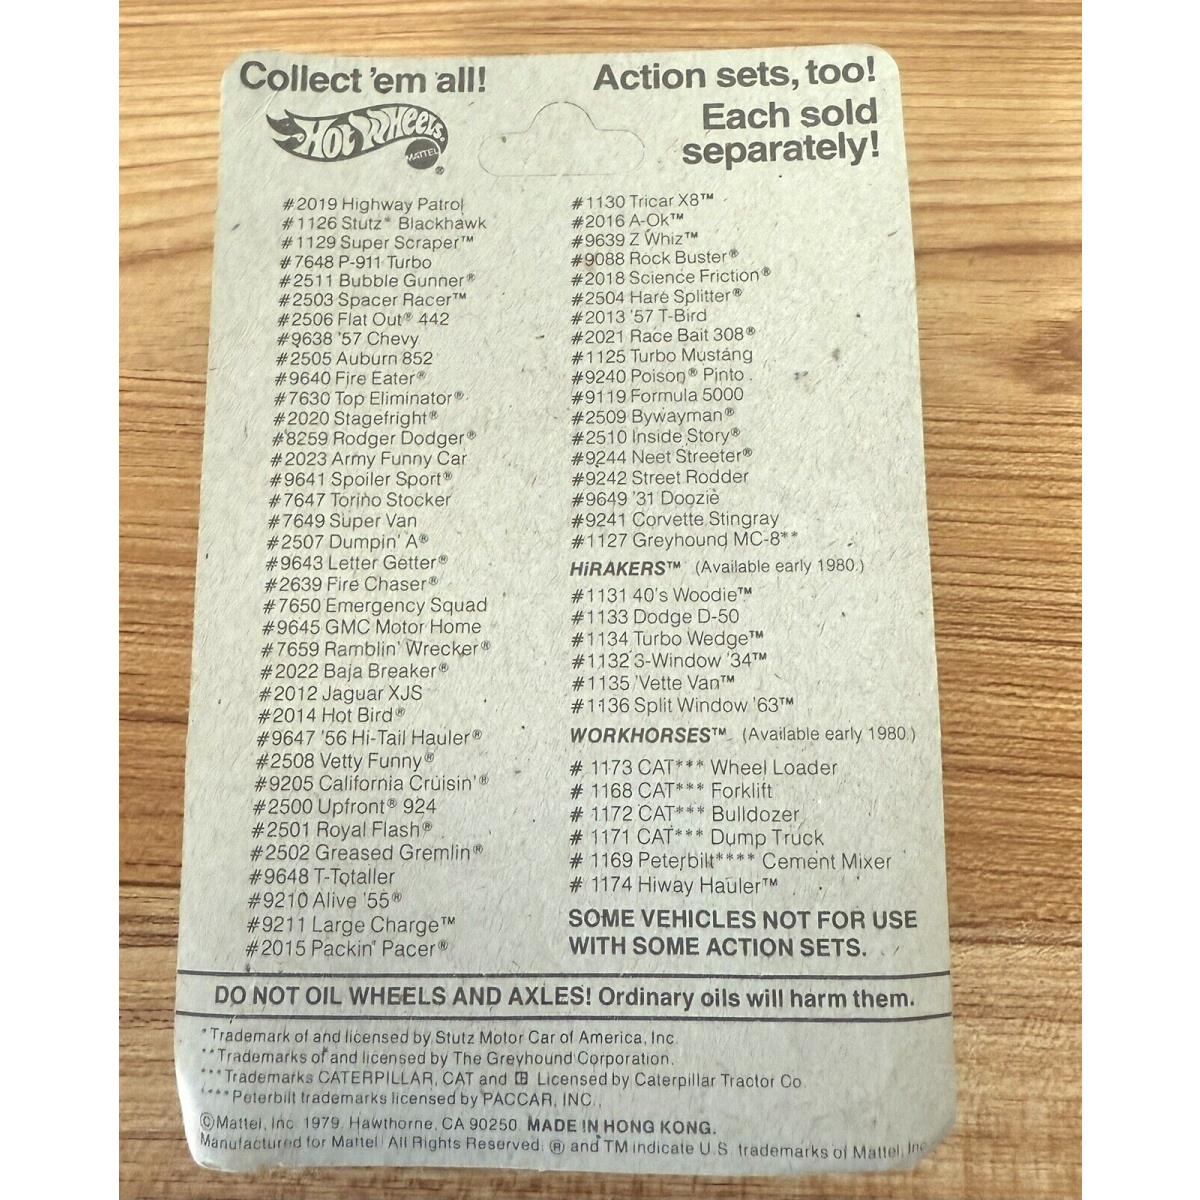 Collect 'em all!
HOT WHEELS
MATTEL
®
#2019 Highway Patrol
#1126 Stutz* Blackhawk
#1129 Super Scraper™
#7648 P-911 Turbo
#2511 Bubble Gunner®
#2503 Spacer Racer™
#2506 Flat Out® 442
#9638 '57 Chevy
#2505 Auburn 852
#9640 Fire Eater®
#7630 Top Eliminator®
#2020 Stagefright®
#8259 Rodger Dodger®
#2023 Army Funny Car
#9641 Spoiler Sport®
#7647 Torino Stocker
#7649 Super Van
#2507 Dumpin' A®
#9643 Letter Getter®
#2639 Fire Chaser®
#7650 Emergency Squad
#9645 GMC Motor Home
#7659 Ramblin' Wrecker®
#2022 Baja Breaker®
#2012 Jaguar XJS
#2014 Hot Bird®
#9647 '56 Hi-Tail Hauler®
#2508 Vetty Funny®
#9205 California Cruisin'®
#2500 Upfront® 924
#2501 Royal Flash®
#2502 Greased Gremlin®
#9648 T-Totaller
#9210 Alive '55®
#9211 Large Charge™
#2015 Packin' Pacer®
Action sets, too!
Each sold
separately!
#1130 Tricar X8™
#2016 A-Ok™
#9639 Z Whiz™
#9088 Rock Buster®
#2018 Science Friction®
#2504 Hare Splitter®
#2013 '57 T-Bird
#2021 Race Bait 308®
#1125 Turbo Mustang
#9240 Poison® Pinto
#9119 Formula 5000
#2509 Bywayman®
#2510 Inside Story®
#9244 Neet Streeter®
#9242 Street Rodder
#9649 '31 Doozie
#9241 Corvette Stingray
#1127 Greyhound MC-8**
HiRAKERS™ (Available early 1980.)
#1131 40's Woodie™
#1133 Dodge D-50
#1134 Turbo Wedge™
#1132 3-Window '34™
#1135 'Vette Van™
#1136 Split Window '63™
WORKHORSES™ (Available early 1980.)
# 1173 CAT*** Wheel Loader
# 1168 CAT*** Forklift
# 1172 CAT*** Bulldozer
# 1171 CAT*** Dump Truck
# 1169 Peterbilt**** Cement Mixer
# 1174 Hiway Hauler™
SOME VEHICLES NOT FOR USE
WITH SOME ACTION SETS.
DO NOT OIL WHEELS AND AXLES! Ordinary oils will harm them.
*Trademark of and licensed by Stutz Motor Car of America, Inc.
**Trademarks of and licensed by The Greyhound Corporation.
***Trademarks CATERPILLAR, CAT and Licensed by Caterpillar Tractor Co.
****Peterbilt trademarks licensed by PACCAR, INC.,
©Mattel, Inc. 1979, Hawthorne, CA 90250. MADE IN HONG KONG.
Manufactured for Mattel. All Rights Reserved. ® and TM indicate U.S. trademarks of Mattel, Inc